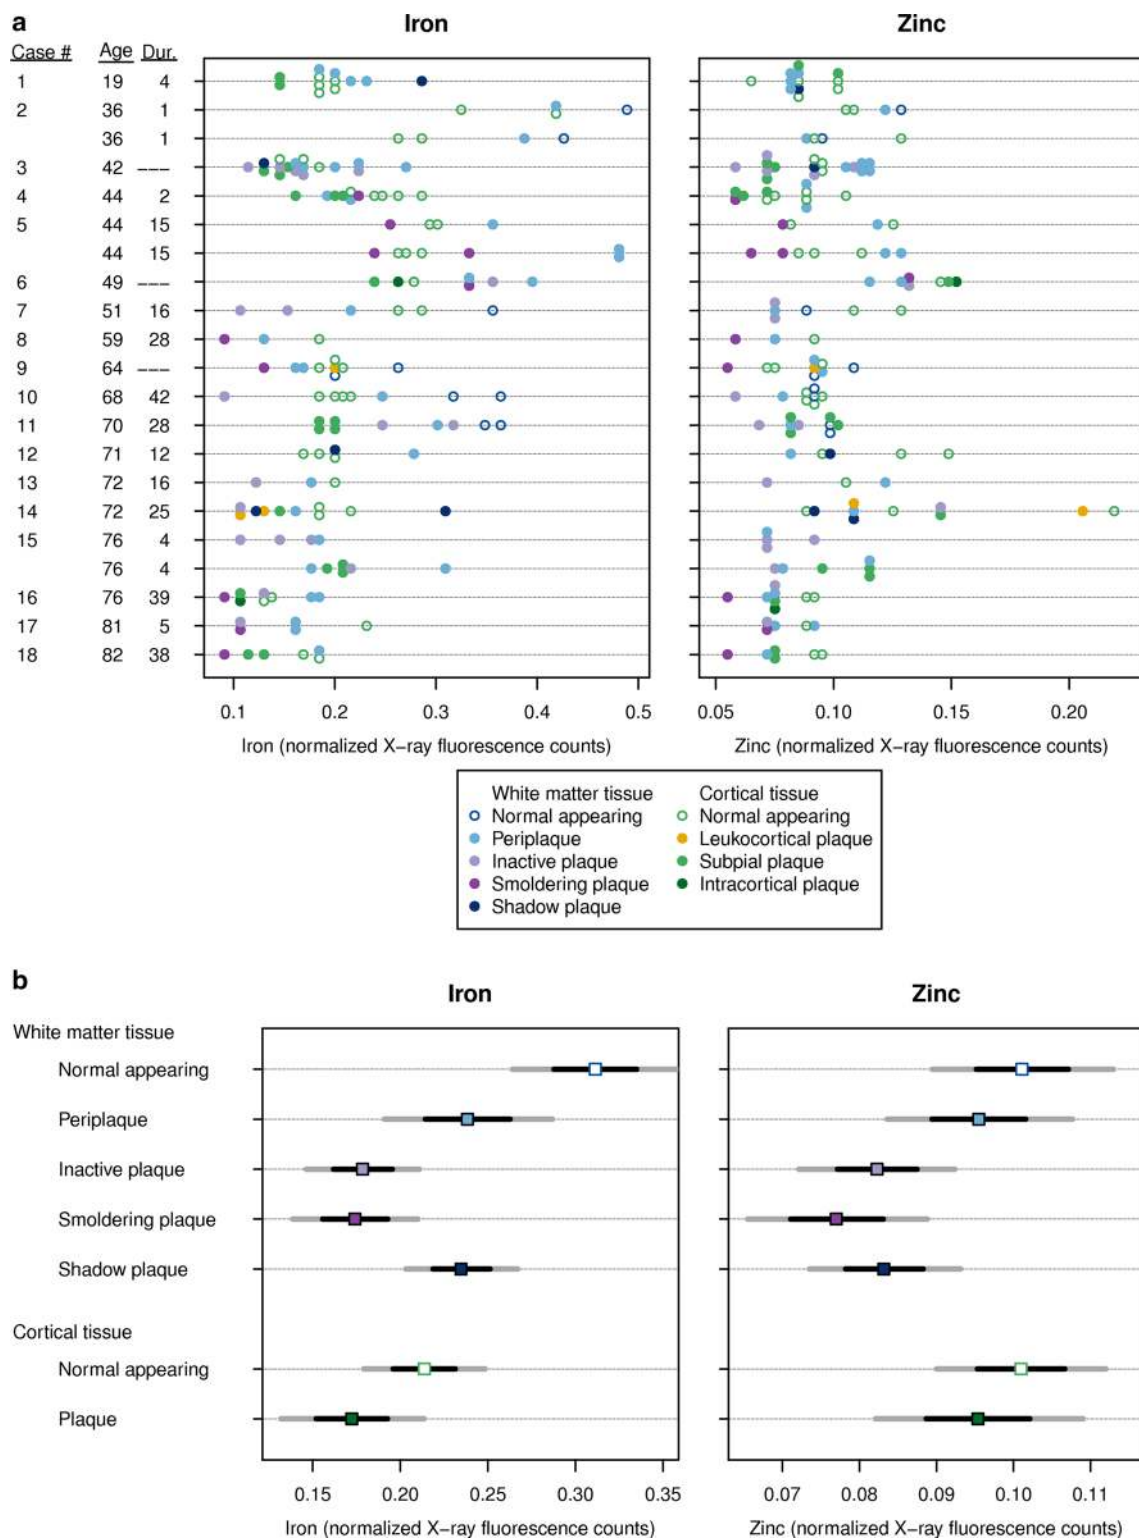 a
Iron Zinc
Case # Age Dur.
1 19 4
2 36 1
36 1
3 42 –––
4 44 2
5 44 15
44 15
6 49 –––
7 51 16
8 59 28
9 64 –––
10 68 42
11 70 28
12 71 12
13 72 16
14 72 25
15 76 4
76 4
16 76 39
17 81 5
18 82 38
0.1 0.2 0.3 0.4 0.5 0.05 0.10 0.15 0.20
Iron (normalized X−ray fluorescence counts) Zinc (normalized X−ray fluorescence counts)
White matter tissue Cortical tissue
Normal appearing Normal appearing
Periplaque Leukocortical plaque
Inactive plaque Subpial plaque
Smoldering plaque Intracortical plaque
Shadow plaque
b
Iron Zinc
White matter tissue
Normal appearing
Periplaque
Inactive plaque
Smoldering plaque
Shadow plaque
Cortical tissue
Normal appearing
Plaque
0.15 0.20 0.25 0.30 0.35 0.07 0.08 0.09 0.10 0.11
Iron (normalized X−ray fluorescence counts) Zinc (normalized X−ray fluorescence counts)